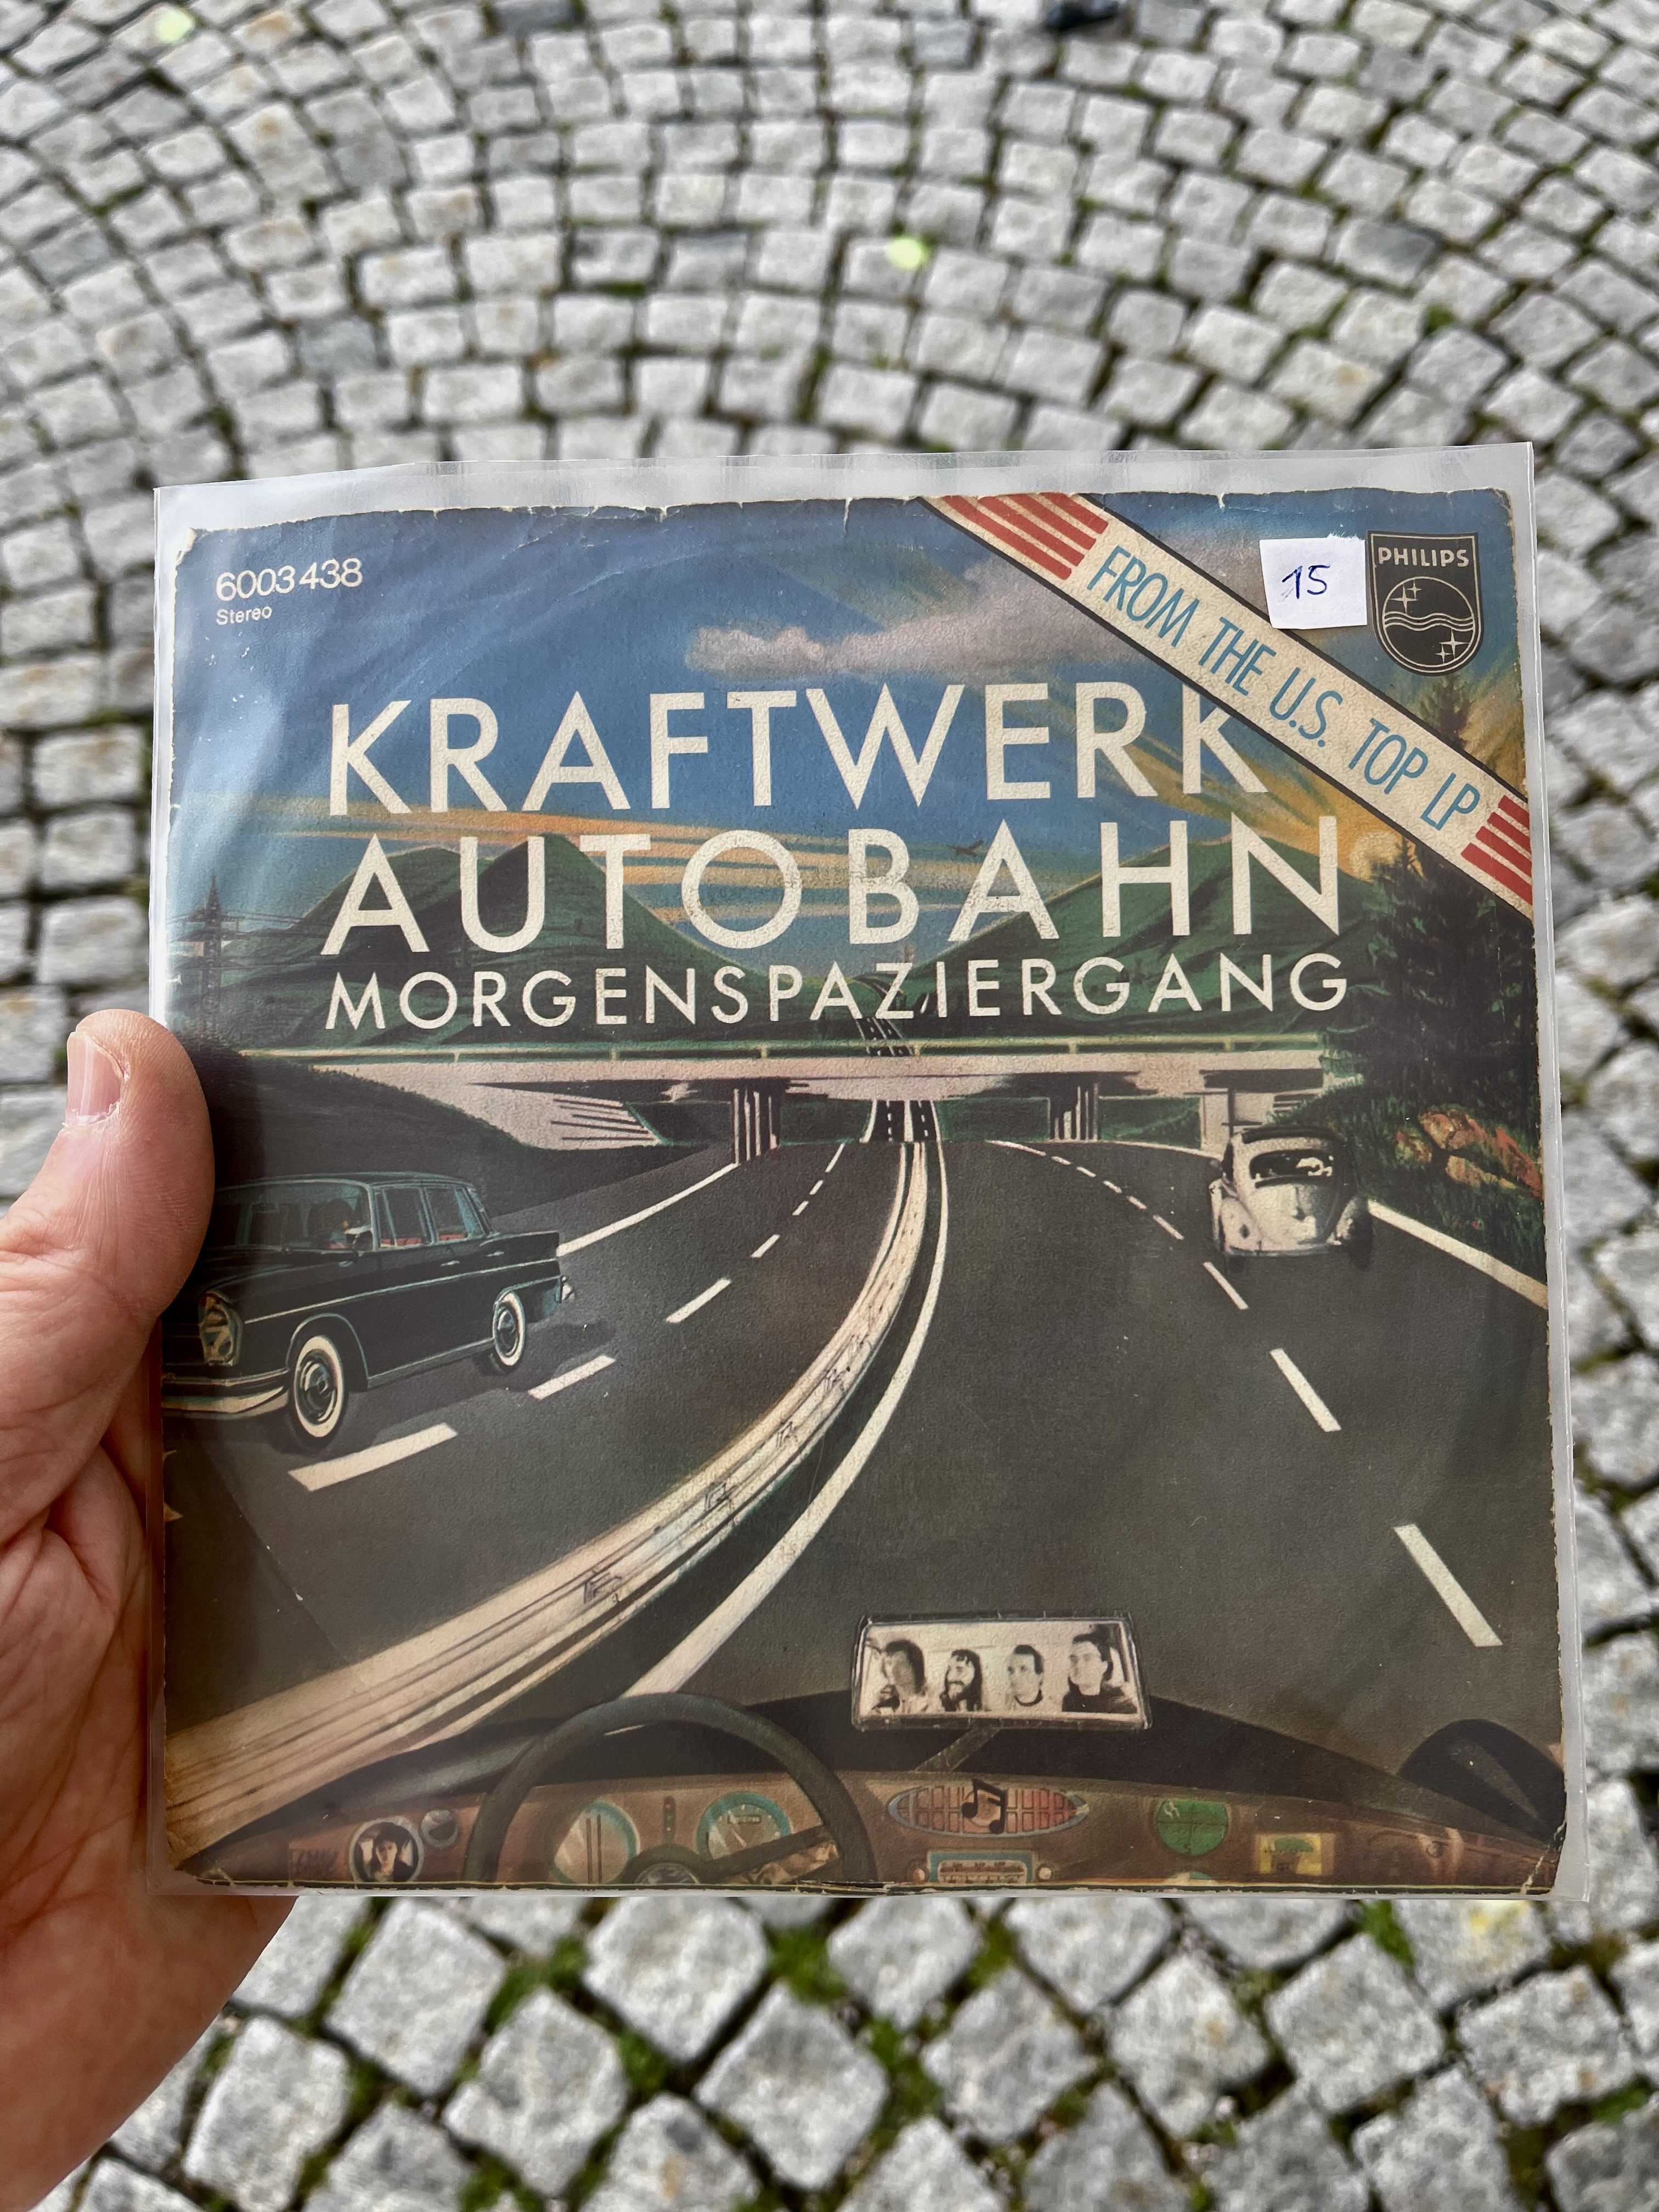 6003 438
Stereo
15
PHILIPS
FROM THE U.S. TOP LP
KRAFTWERK
AUTOBAHN
MORGENSPAZIERGANG